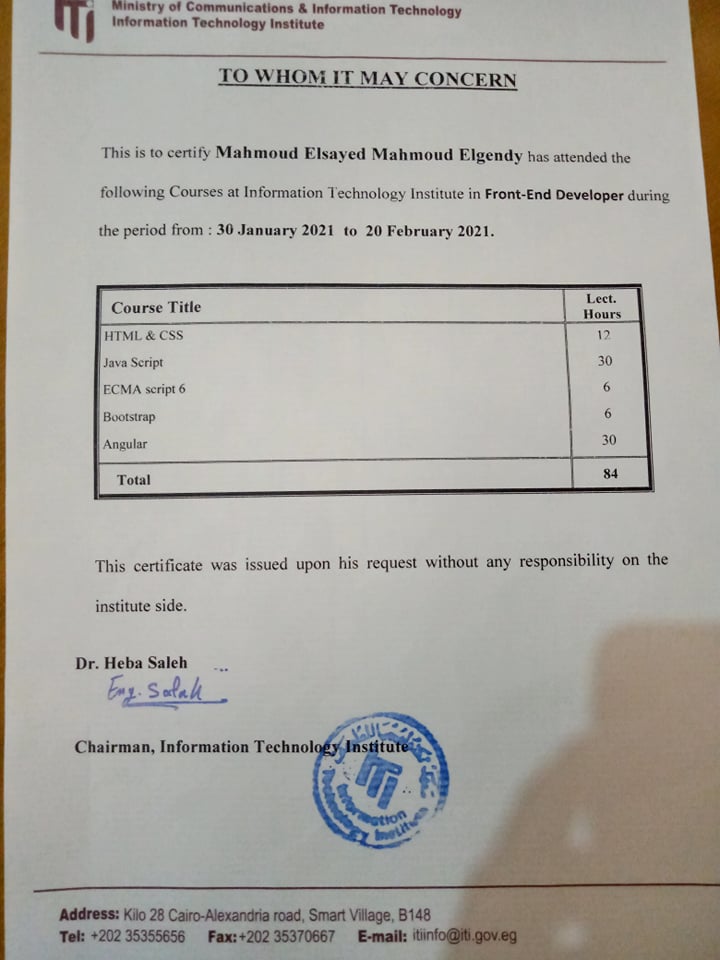 iTi
Ministry of Communications & Information Technology
Information Technology Institute
TO WHOM IT MAY CONCERN
This is to certify Mahmoud Elsayed Mahmoud Elgendy has attended the
following Courses at Information Technology Institute in Front-End Developer during
the period from : 30 January 2021 to 20 February 2021.
Course Title Lect. Hours
HTML & CSS 12
Java Script 30
ECMA script 6 6
Bootstrap 6
Angular 30
Total 84
This certificate was issued upon his request without any responsibility on the
institute side.
Dr. Heba Saleh
Eng. Salah
Chairman, Information Technology Institute
iTi
Information
Technology Institute
Address: Kilo 28 Cairo-Alexandria road, Smart Village, B148
Tel: +202 35355656 Fax:+202 35370667 E-mail: itiinfo@iti.gov.eg